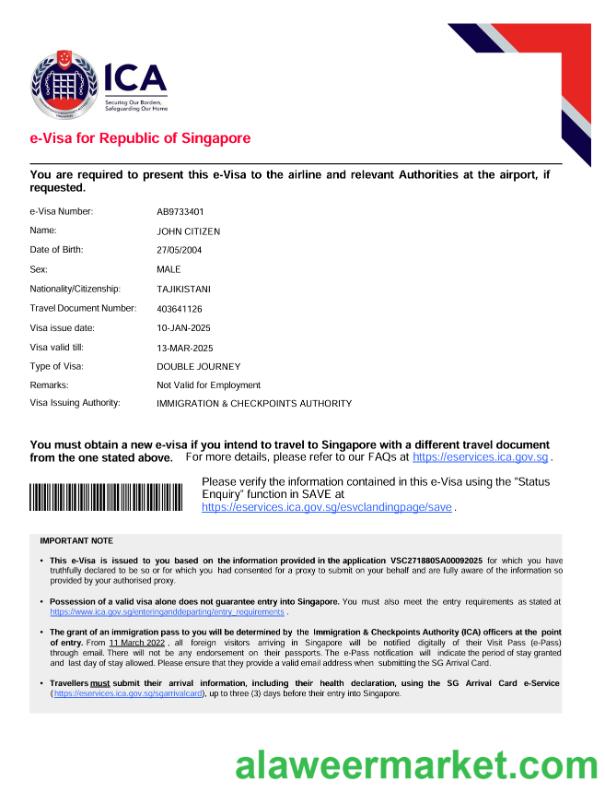 ICA
Securing Our Borders,
Safeguarding Our Home
e-Visa for Republic of Singapore
You are required to present this e-Visa to the airline and relevant Authorities at the airport, if
requested.
e-Visa Number: AB9733401
Name: JOHN CITIZEN
Date of Birth: 27/05/2004
Sex: MALE
Nationality/Citizenship: TAJIKISTANI
Travel Document Number: 403641126
Visa issue date: 10-JAN-2025
Visa valid till: 13-MAR-2025
Type of Visa: DOUBLE JOURNEY
Remarks: Not Valid for Employment
Visa Issuing Authority: IMMIGRATION & CHECKPOINTS AUTHORITY
You must obtain a new e-visa if you intend to travel to Singapore with a different travel document
from the one stated above. For more details, please refer to our FAQs at https://eservices.ica.gov.sg .
Please verify the information contained in this e-Visa using the "Status
Enquiry" function in SAVE at
https://eservices.ica.gov.sg/esvclandingpage/save .
IMPORTANT NOTE
• This e-Visa is issued to you based on the information provided in the application VSC271880SA00092025 for which you have
truthfully declared to be so or for which you had consented for a proxy to submit on your behalf and are fully aware of the information so
provided by your authorised proxy.
• Possession of a valid visa alone does not guarantee entry into Singapore. You must also meet the entry requirements as stated at
https://www.ica.gov.sg/enteringanddeparting/entry_requirements .
• The grant of an immigration pass to you will be determined by the Immigration & Checkpoints Authority (ICA) officers at the point
of entry. From 11 March 2022 , all foreign visitors arriving in Singapore will be notified digitally of their Visit Pass (e-Pass)
through email. There will not be any endorsement on their passports. The e-Pass notification will indicate the period of stay granted
and last day of stay allowed. Please ensure that they provide a valid email address when submitting the SG Arrival Card.
• Travellers must submit their arrival information, including their health declaration, using the SG Arrival Card e-Service
(https://eservices.ica.gov.sg/sgarrivalcard), up to three (3) days before their entry into Singapore.
alaweermarket.com